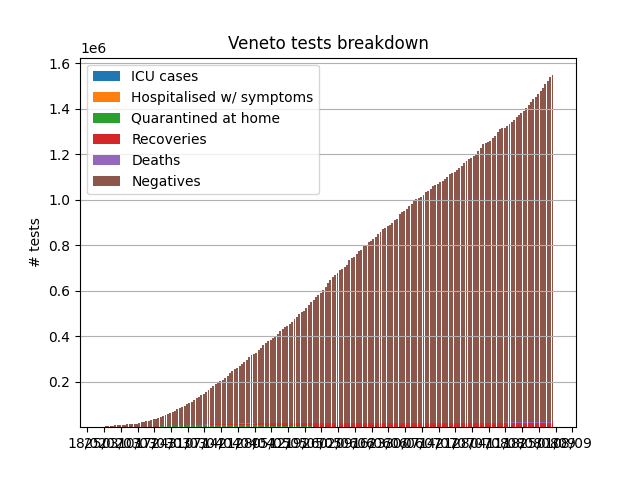 Veneto tests breakdown
1e6
ICU cases
Hospitalised w/ symptoms
Quarantined at home
Recoveries
Deaths
Negatives
1.6
1.4
1.2
1.0
0.8
0.6
0.4
0.2
# tests